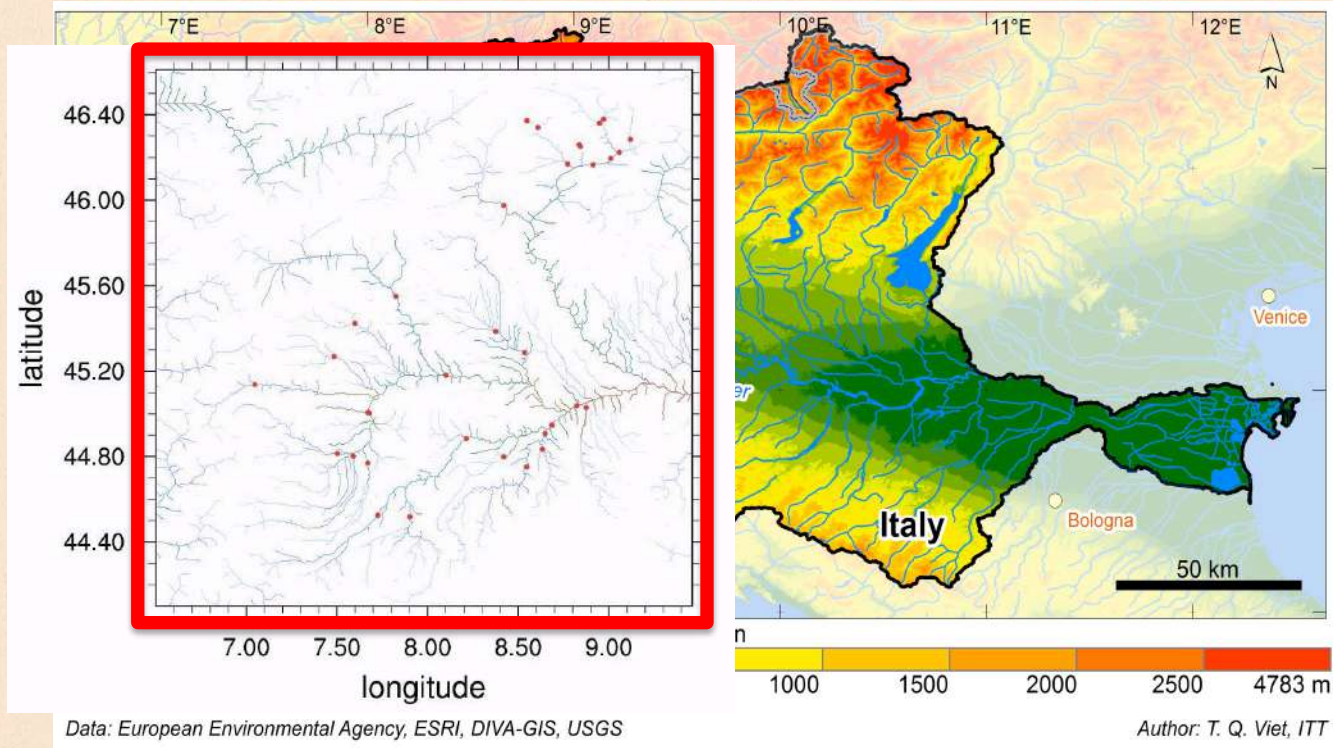 7°E 8°E 9°E 10°E 11°E 12°E
N
46.40
46.00
45.60
45.20
44.80
44.40
latitude
7.00 7.50 8.00 8.50 9.00
longitude
Venice
er
Bologna
Italy
50 km
n
1000 1500 2000 2500 4783 m
Data: European Environmental Agency, ESRI, DIVA-GIS, USGS
Author: T. Q. Viet, ITT